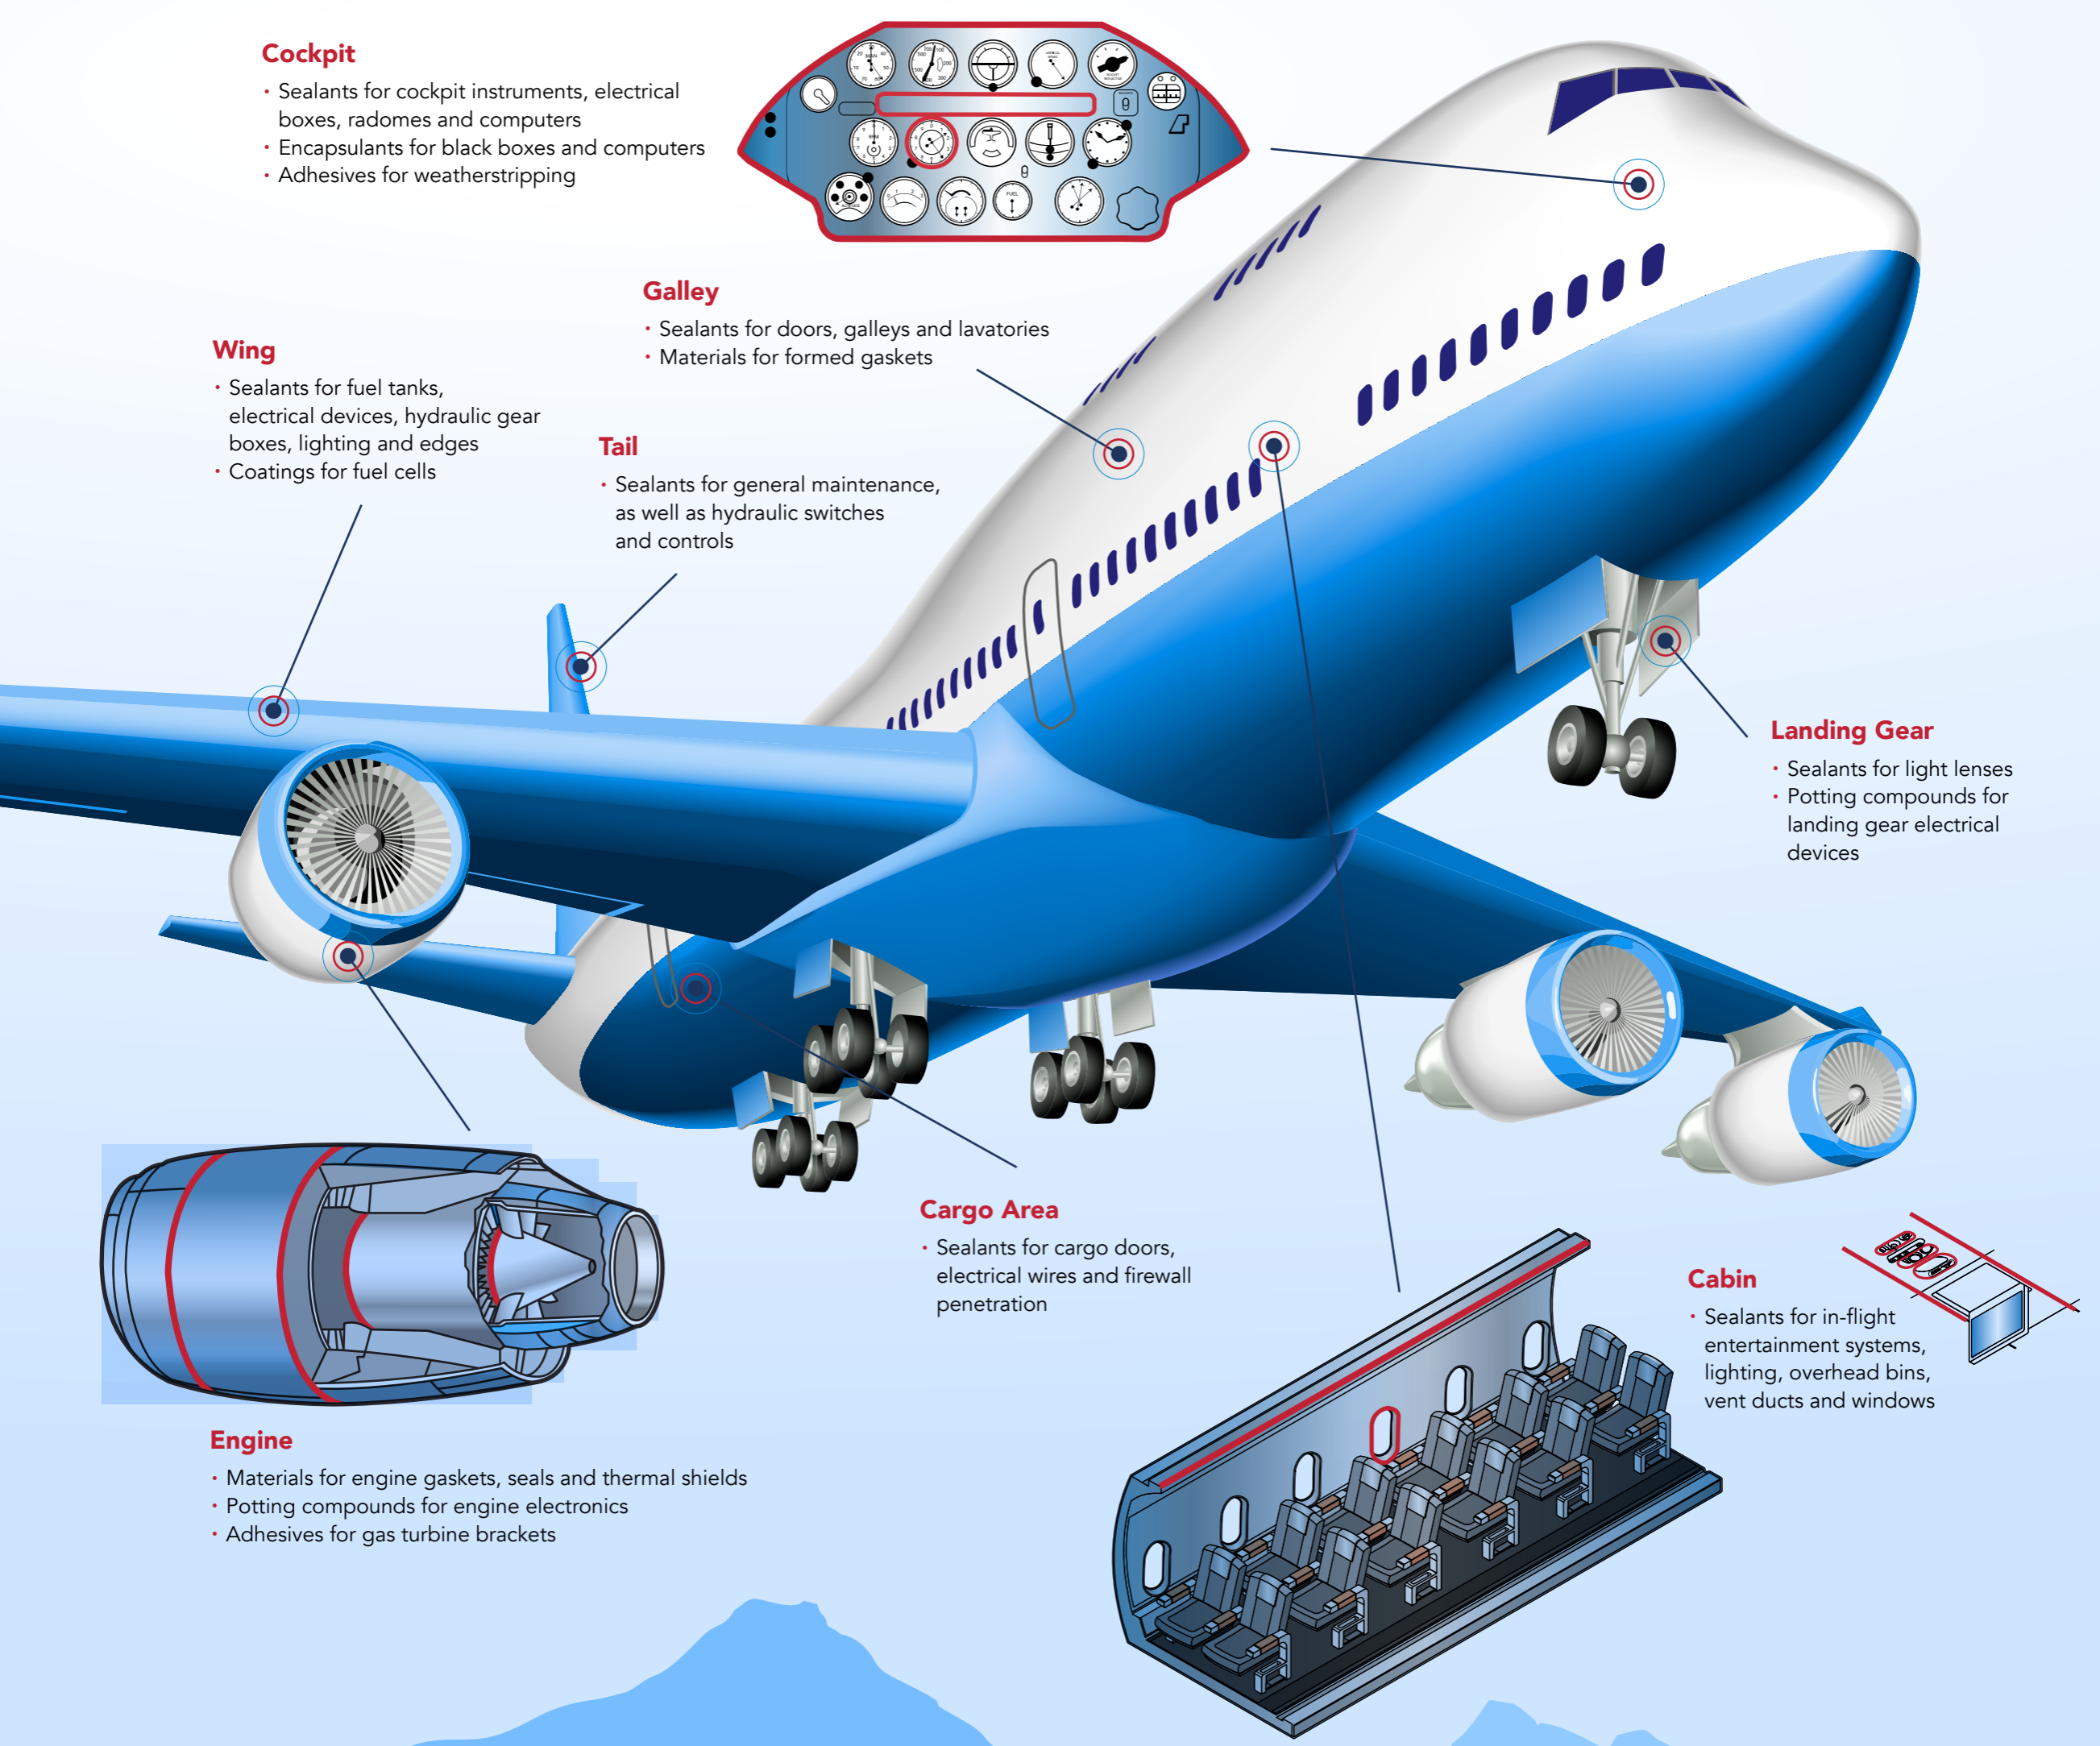 Cockpit
• Sealants for cockpit instruments, electrical
boxes, radomes and computers
• Encapsulants for black boxes and computers
• Adhesives for weatherstripping
FUEL
RPM
Galley
• Sealants for doors, galleys and lavatories
• Materials for formed gaskets
Wing
• Sealants for fuel tanks,
electrical devices, hydraulic gear
boxes, lighting and edges
• Coatings for fuel cells
Tail
• Sealants for general maintenance,
as well as hydraulic switches
and controls
Landing Gear
• Sealants for light lenses
• Potting compounds for
landing gear electrical
devices
Cargo Area
• Sealants for cargo doors,
electrical wires and firewall
penetration
Cabin
• Sealants for in-flight
entertainment systems,
lighting, overhead bins,
vent ducts and windows
Engine
• Materials for engine gaskets, seals and thermal shields
• Potting compounds for engine electronics
• Adhesives for gas turbine brackets